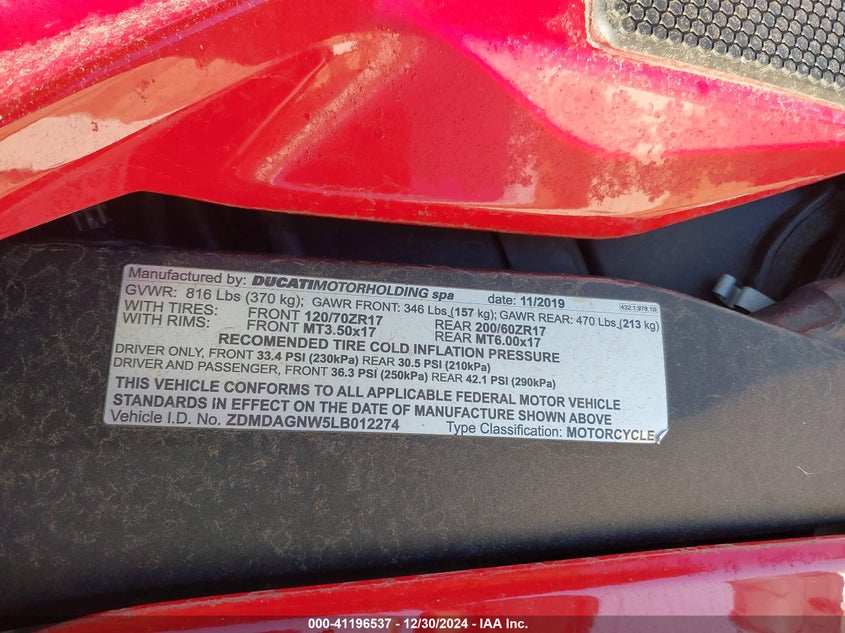 Manufactured by: DUCATIMOTORHOLDING spa date: 11/2019 432.1.978.1B
GVWR: 816 Lbs (370 kg); GAWR FRONT: 346 Lbs (157 kg); GAWR REAR: 470 Lbs (213 kg)
WITH TIRES: FRONT 120/70ZR17 REAR 200/60ZR17
WITH RIMS: FRONT MT3.50x17 REAR MT6.00x17
RECOMENDED TIRE COLD INFLATION PRESSURE
DRIVER ONLY, FRONT 33.4 PSI (230kPa) REAR 30.5 PSI (210kPa)
DRIVER AND PASSENGER, FRONT 36.3 PSI (250kPa) REAR 42.1 PSI (290kPa)
THIS VEHICLE CONFORMS TO ALL APPLICABLE FEDERAL MOTOR VEHICLE
STANDARDS IN EFFECT ON THE DATE OF MANUFACTURE SHOWN ABOVE
Vehicle I.D. No. ZDMDAGNW5LB012274 Type Classification: MOTORCYCLE
000-41196537 - 12/30/2024 - IAA Inc.